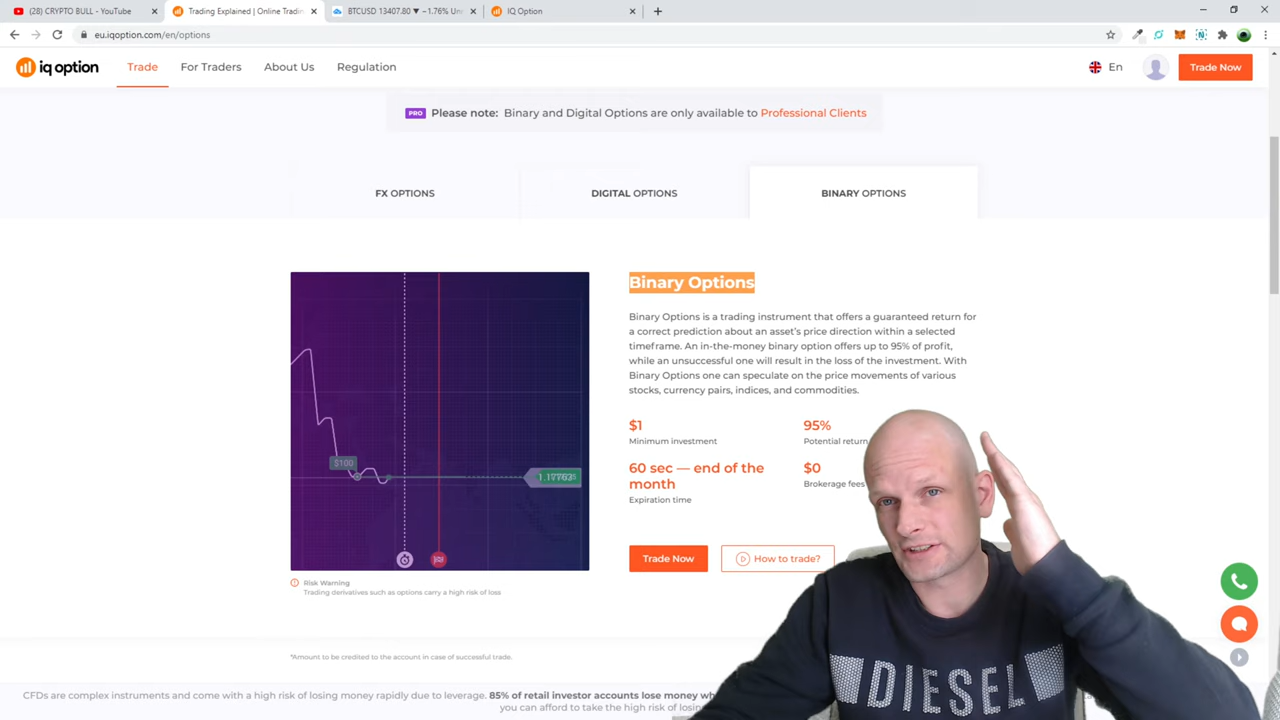 (28) CRYPTO BULL - YouTube
Trading Explained | Online Tradin
BTCUSD 13407.80 ▼ −1.76% Un
IQ Option
eu.iqoption.com/en/options
iq option
Trade
For Traders
About Us
Regulation
En
Trade Now
PRO Please note: Binary and Digital Options are only available to Professional Clients
FX OPTIONS
DIGITAL OPTIONS
BINARY OPTIONS
Binary Options
Binary Options is a trading instrument that offers a guaranteed return for
a correct prediction about an asset's price direction within a selected
timeframe. An in-the-money binary option offers up to 95% of profit,
while an unsuccessful one will result in the loss of the investment. With
Binary Options one can speculate on the price movements of various
stocks, currency pairs, indices, and commodities.
$1
Minimum investment
95%
Potential return
60 sec — end of the
month
Expiration time
$0
Brokerage fees
Trade Now
How to trade?
$100
Risk Warning
Trading derivatives such as options carry a high risk of loss
*Amount to be credited to the account in case of successful trade.
CFDs are complex instruments and come with a high risk of losing money rapidly due to leverage. 85% of retail investor accounts lose money
you can afford to take the high risk of
DIESEL